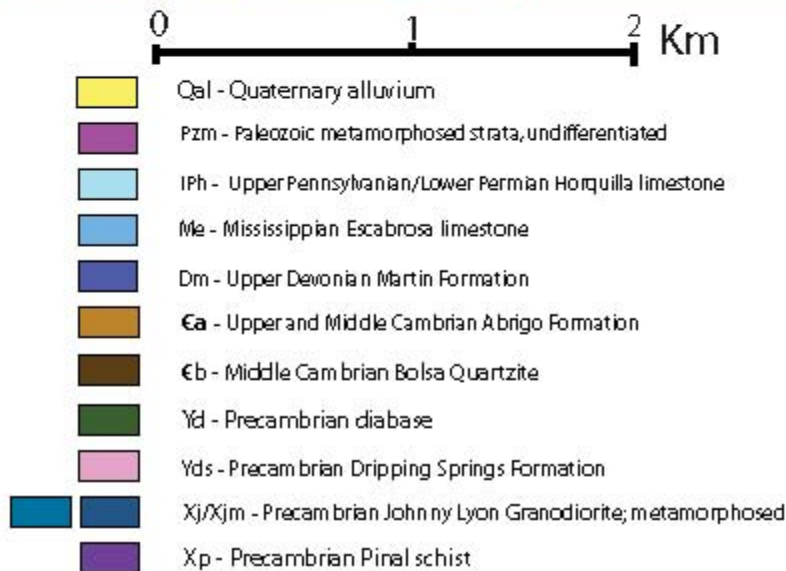 0 1 2 Km
Qal - Quaternary alluvium
Pzm - Paleozoic metamorphosed strata, undifferentiated
IPh - Upper Pennsylvanian/Lower Permian Horquilla limestone
Me - Mississippian Escabrosa limestone
Dm - Upper Devonian Martin Formation
€a - Upper and Middle Cambrian Abrigo Formation
€b - Middle Cambrian Bolsa Quartzite
Yd - Precambrian diabase
Yds - Precambrian Dripping Springs Formation
Xj/Xjm - Precambrian Johnny Lyon Granodiorite; metamorphosed
Xp - Precambrian Pinal schist